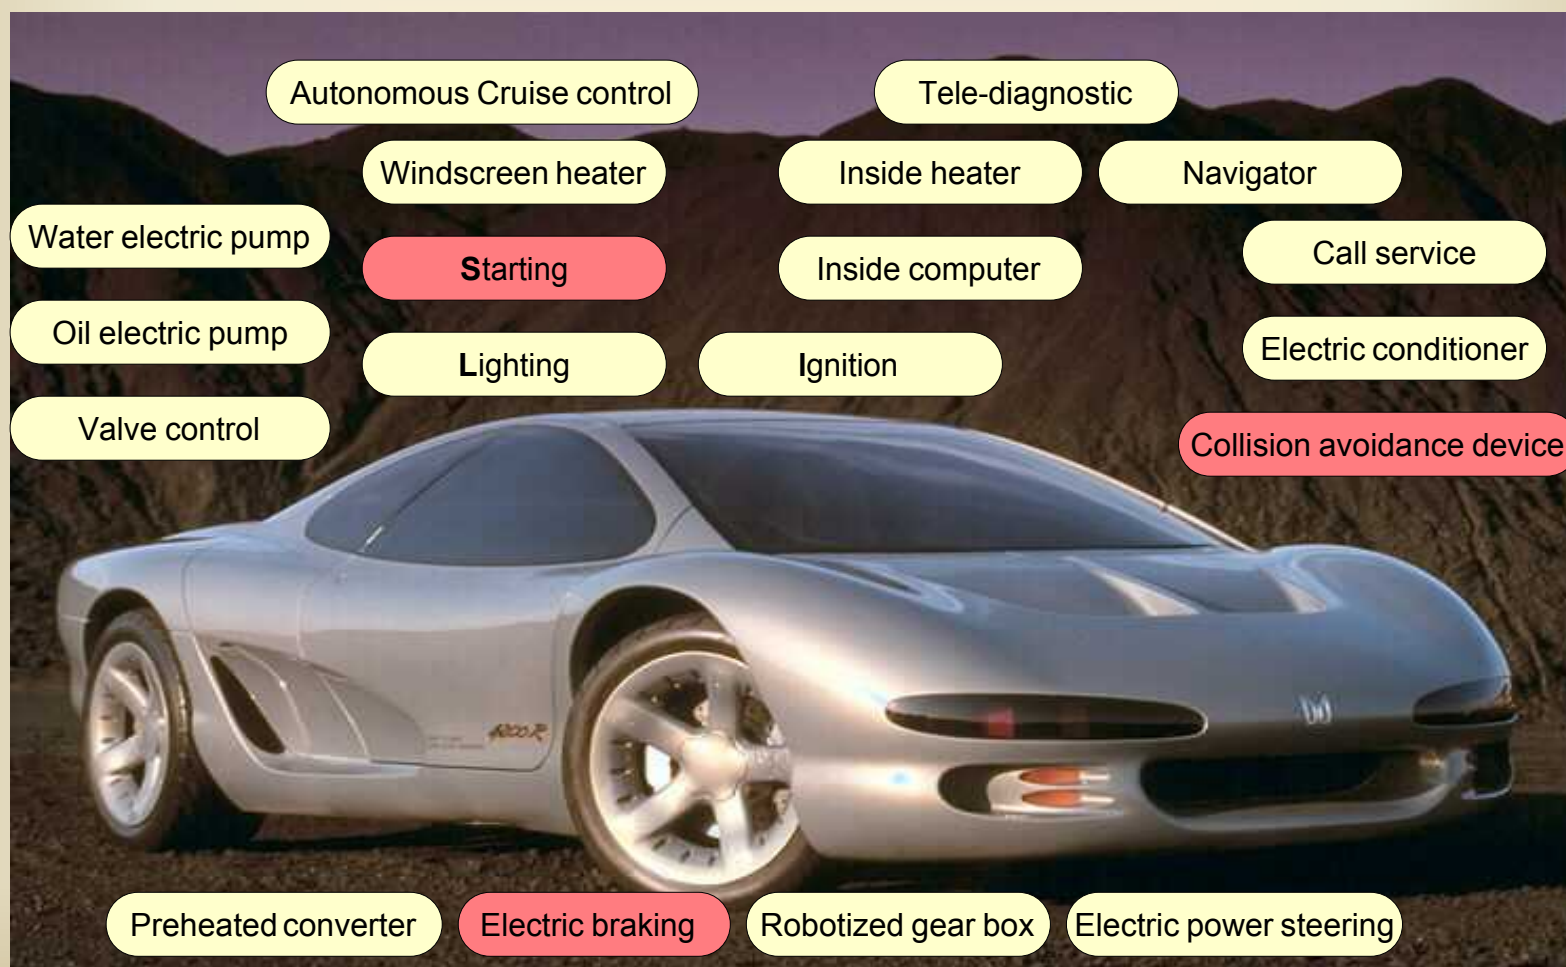 Autonomous Cruise control
Tele-diagnostic
Windscreen heater
Inside heater
Navigator
Water electric pump
Starting
Inside computer
Call service
Oil electric pump
Lighting
Ignition
Electric conditioner
Valve control
Collision avoidance device
4200R
Preheated converter
Electric braking
Robotized gear box
Electric power steering